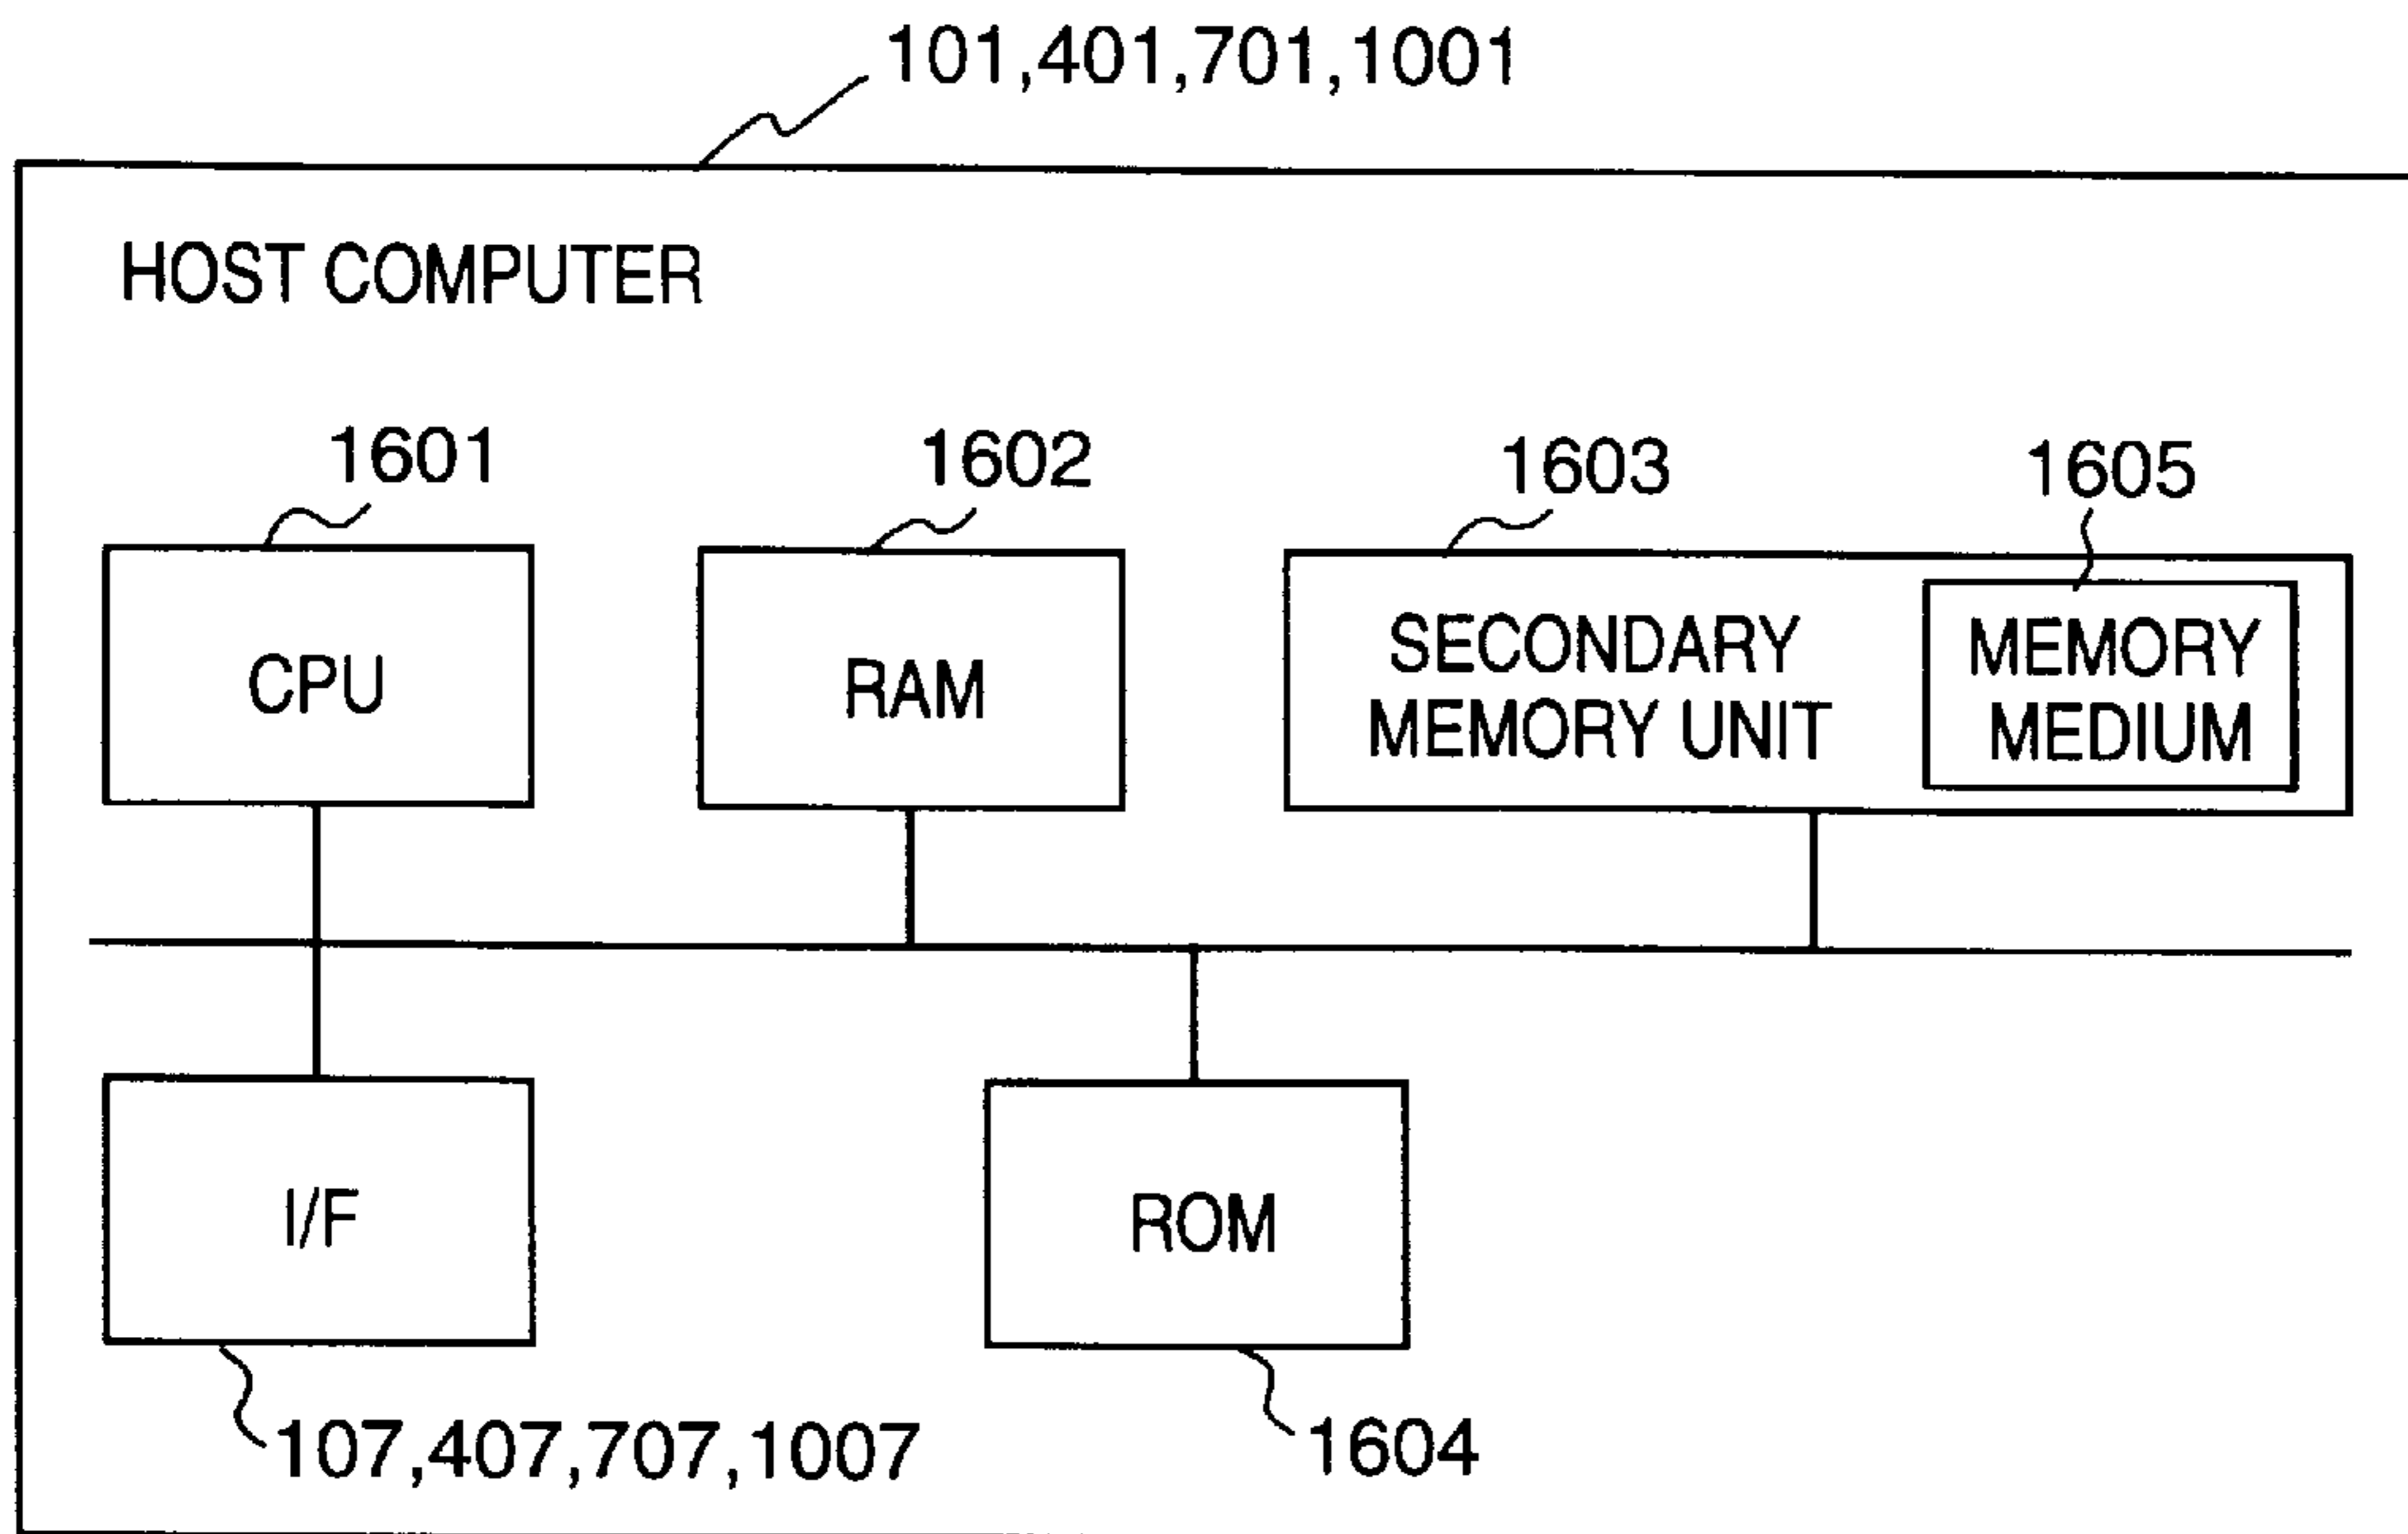 101,401,701,1001
HOST COMPUTER
1601
1602
1603
1605
CPU
RAM
SECONDARY
MEMORY UNIT
MEMORY
MEDIUM
I/F
ROM
107,407,707,1007
1604